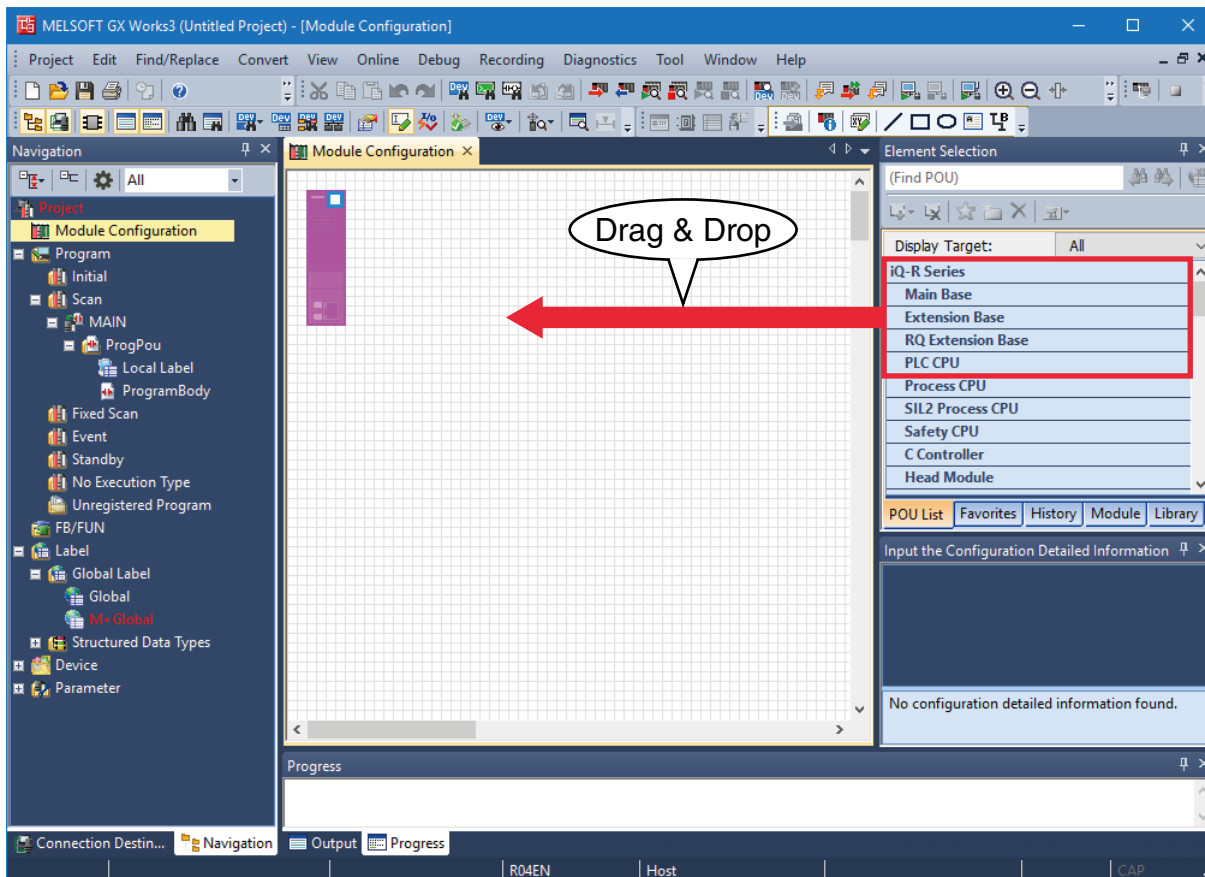 MELSOFT GX Works3 (Untitled Project) - [Module Configuration]
Project Edit Find/Replace Convert View Online Debug Recording Diagnostics Tool Window Help
Navigation
All
Project
Module Configuration
Program
Initial
Scan
MAIN
ProgPou
Local Label
ProgramBody
Fixed Scan
Event
Standby
No Execution Type
Unregistered Program
FB/FUN
Label
Global Label
Global
M+Global
Structured Data Types
Device
Parameter
Connection Destin... Navigation
Module Configuration
Drag & Drop
Element Selection
(Find POU)
Display Target: All
iQ-R Series
Main Base
Extension Base
RQ Extension Base
PLC CPU
Process CPU
SIL2 Process CPU
Safety CPU
C Controller
Head Module
POU List Favorites History Module Library
Input the Configuration Detailed Information
No configuration detailed information found.
Progress
Output Progress
R04EN Host CAP